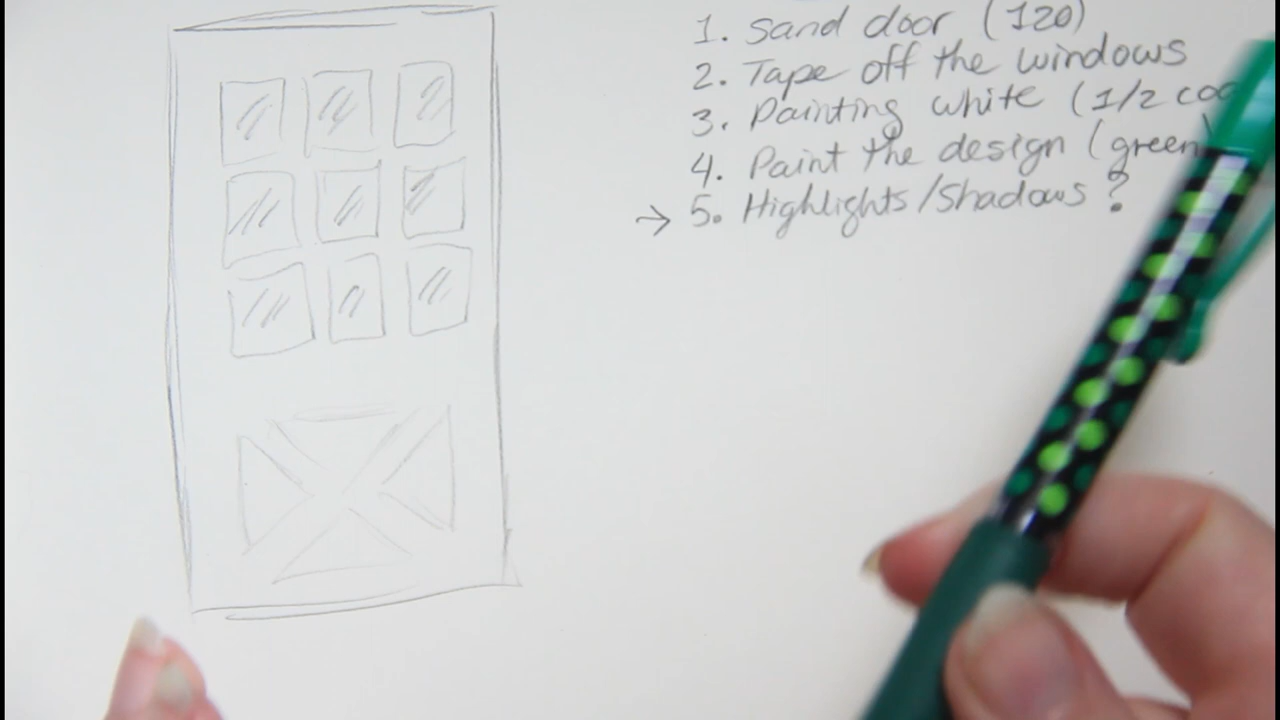 1. Sand door (120)
2. Tape off the windows
3. Painting white (1/2
4. Paint the design (green
→ 5. Highlights/Shadows?